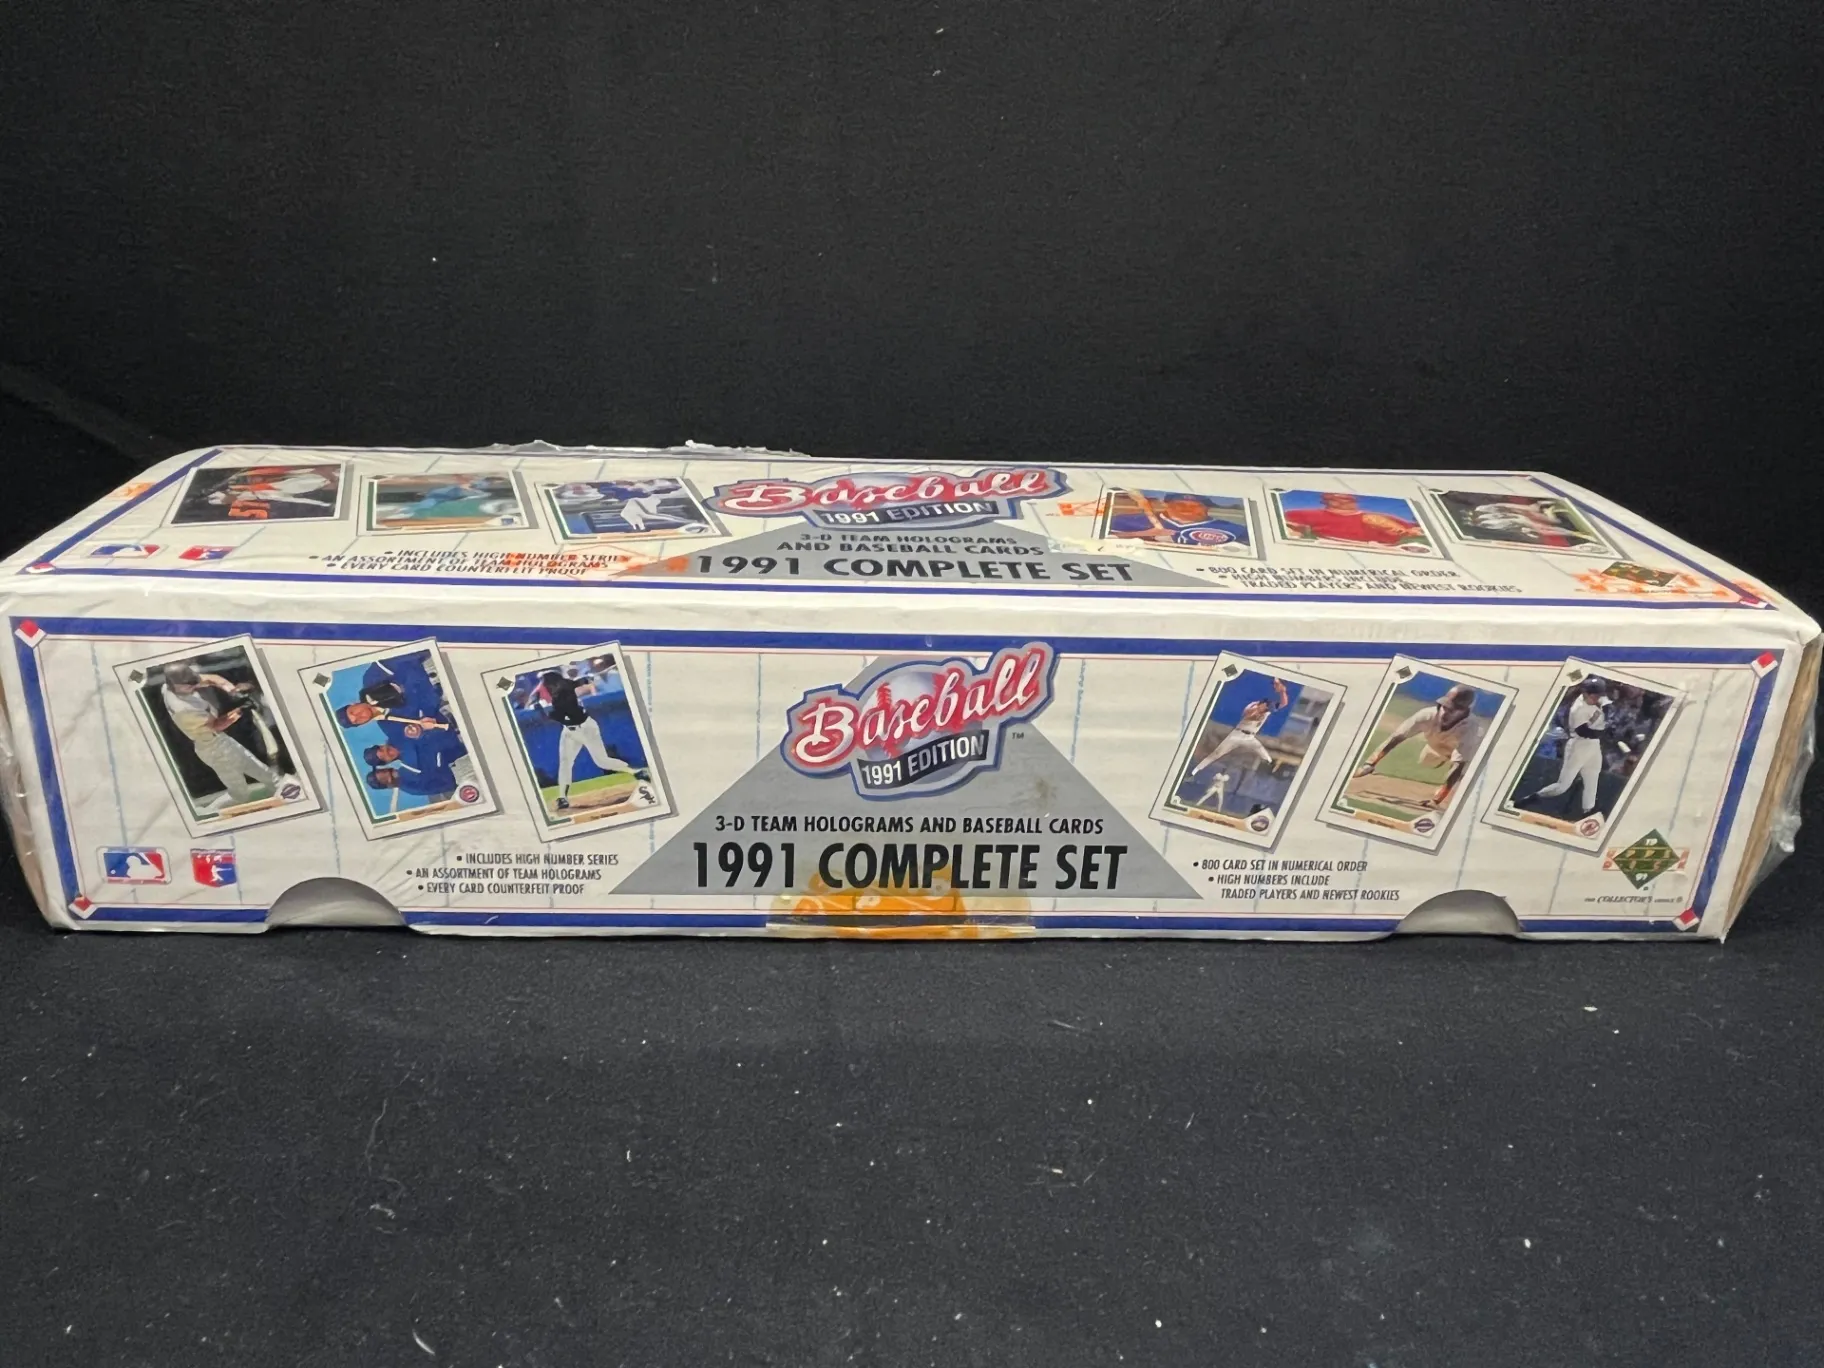 Baseball
1991 EDITION
3-D TEAM HOLOGRAMS
AND BASEBALL CARDS
1991 COMPLETE SET
• INCLUDES HIGH NUMBER SERIES
• AN ASSORTMENT OF TEAM HOLOGRAMS
• EVERY CARD COUNTERFEIT PROOF
• 800 CARD SET IN NUMERICAL ORDER
• HIGH NUMBERS INCLUDE
TRADED PLAYERS AND NEWEST ROOKIES
Baseball
1991 EDITION
TM
3-D TEAM HOLOGRAMS AND BASEBALL CARDS
1991 COMPLETE SET
• INCLUDES HIGH NUMBER SERIES
• AN ASSORTMENT OF TEAM HOLOGRAMS
• EVERY CARD COUNTERFEIT PROOF
• 800 CARD SET IN NUMERICAL ORDER
• HIGH NUMBERS INCLUDE
TRADED PLAYERS AND NEWEST ROOKIES